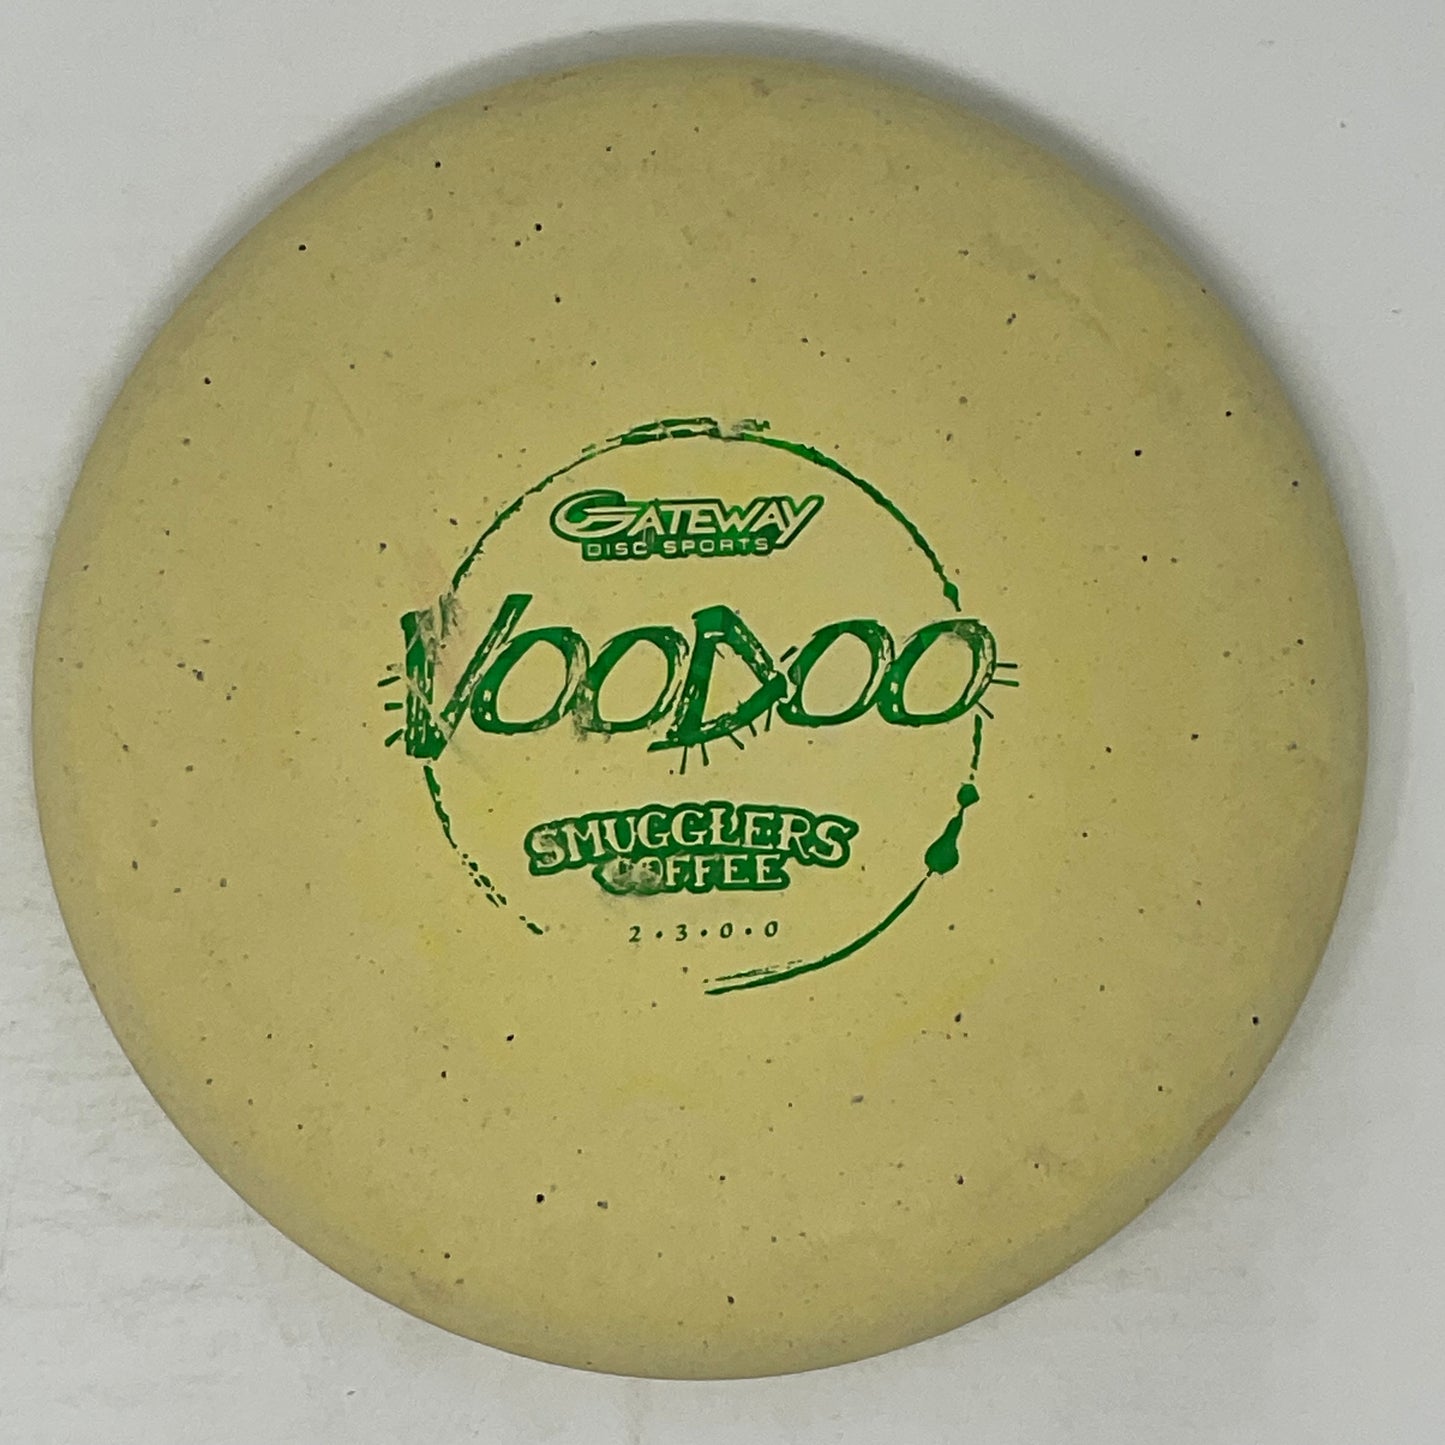 GATEWAY
DISC SPORTS
VOODOO
SMUGGLERS
COFFEE
2 • 3 • 0 • 0